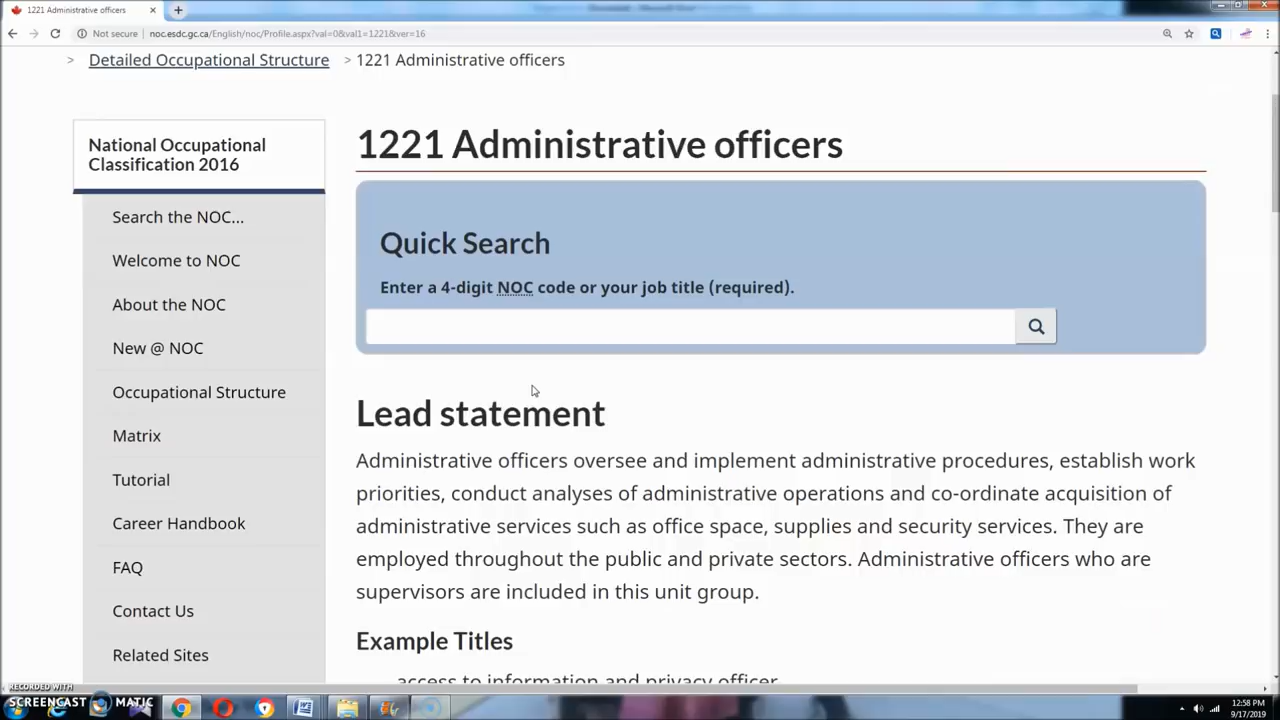 1221 Administrative officers
Not secure
noc.esdc.gc.ca/English/noc/Profile.aspx?val=0&val1=1221&ver=16
> Detailed Occupational Structure > 1221 Administrative officers
National Occupational
Classification 2016
Search the NOC...
Welcome to NOC
About the NOC
New @ NOC
Occupational Structure
Matrix
Tutorial
Career Handbook
FAQ
Contact Us
Related Sites
1221 Administrative officers
Quick Search
Enter a 4-digit NOC code or your job title (required).
Lead statement
Administrative officers oversee and implement administrative procedures, establish work
priorities, conduct analyses of administrative operations and co-ordinate acquisition of
administrative services such as office space, supplies and security services. They are
employed throughout the public and private sectors. Administrative officers who are
supervisors are included in this unit group.
Example Titles
access to information and privacy officer
RECORDED WITH
SCREENCAST MATIC
12:58 PM
9/17/2019